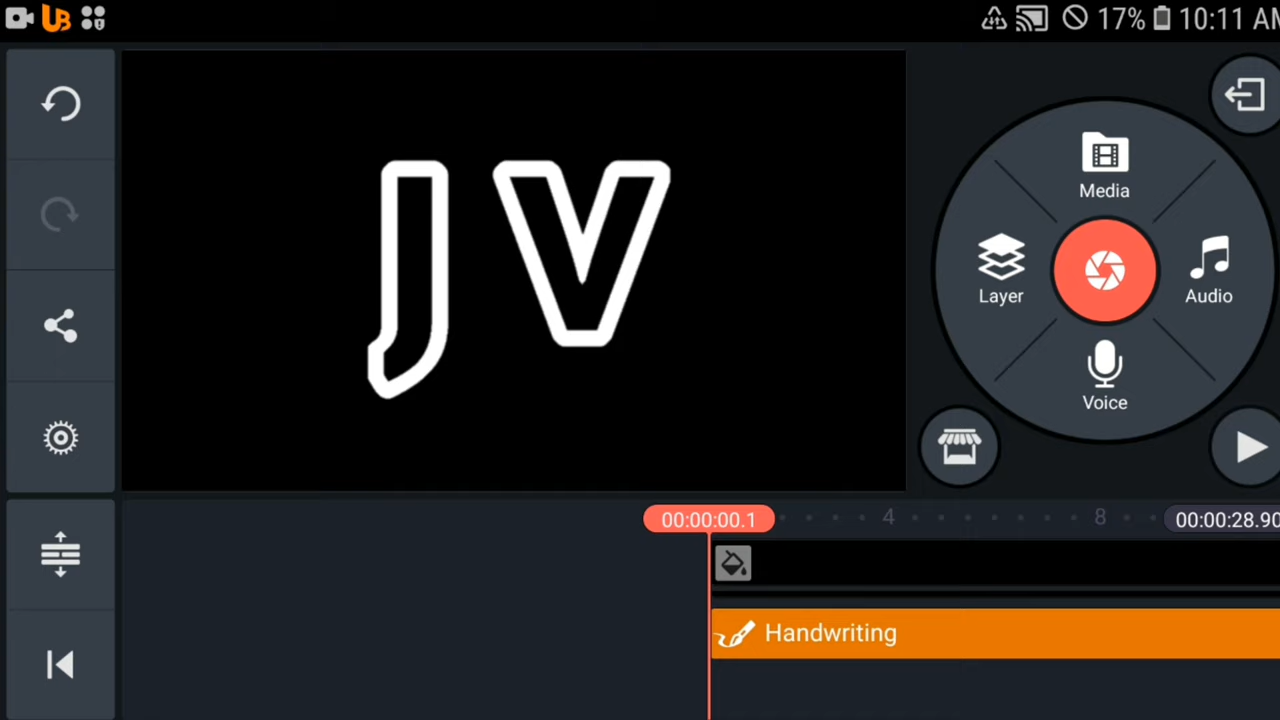 17% 10:11 AM
JV
Media
Layer
Audio
Voice
00:00:00.1 4 8 00:00:28.90
Handwriting